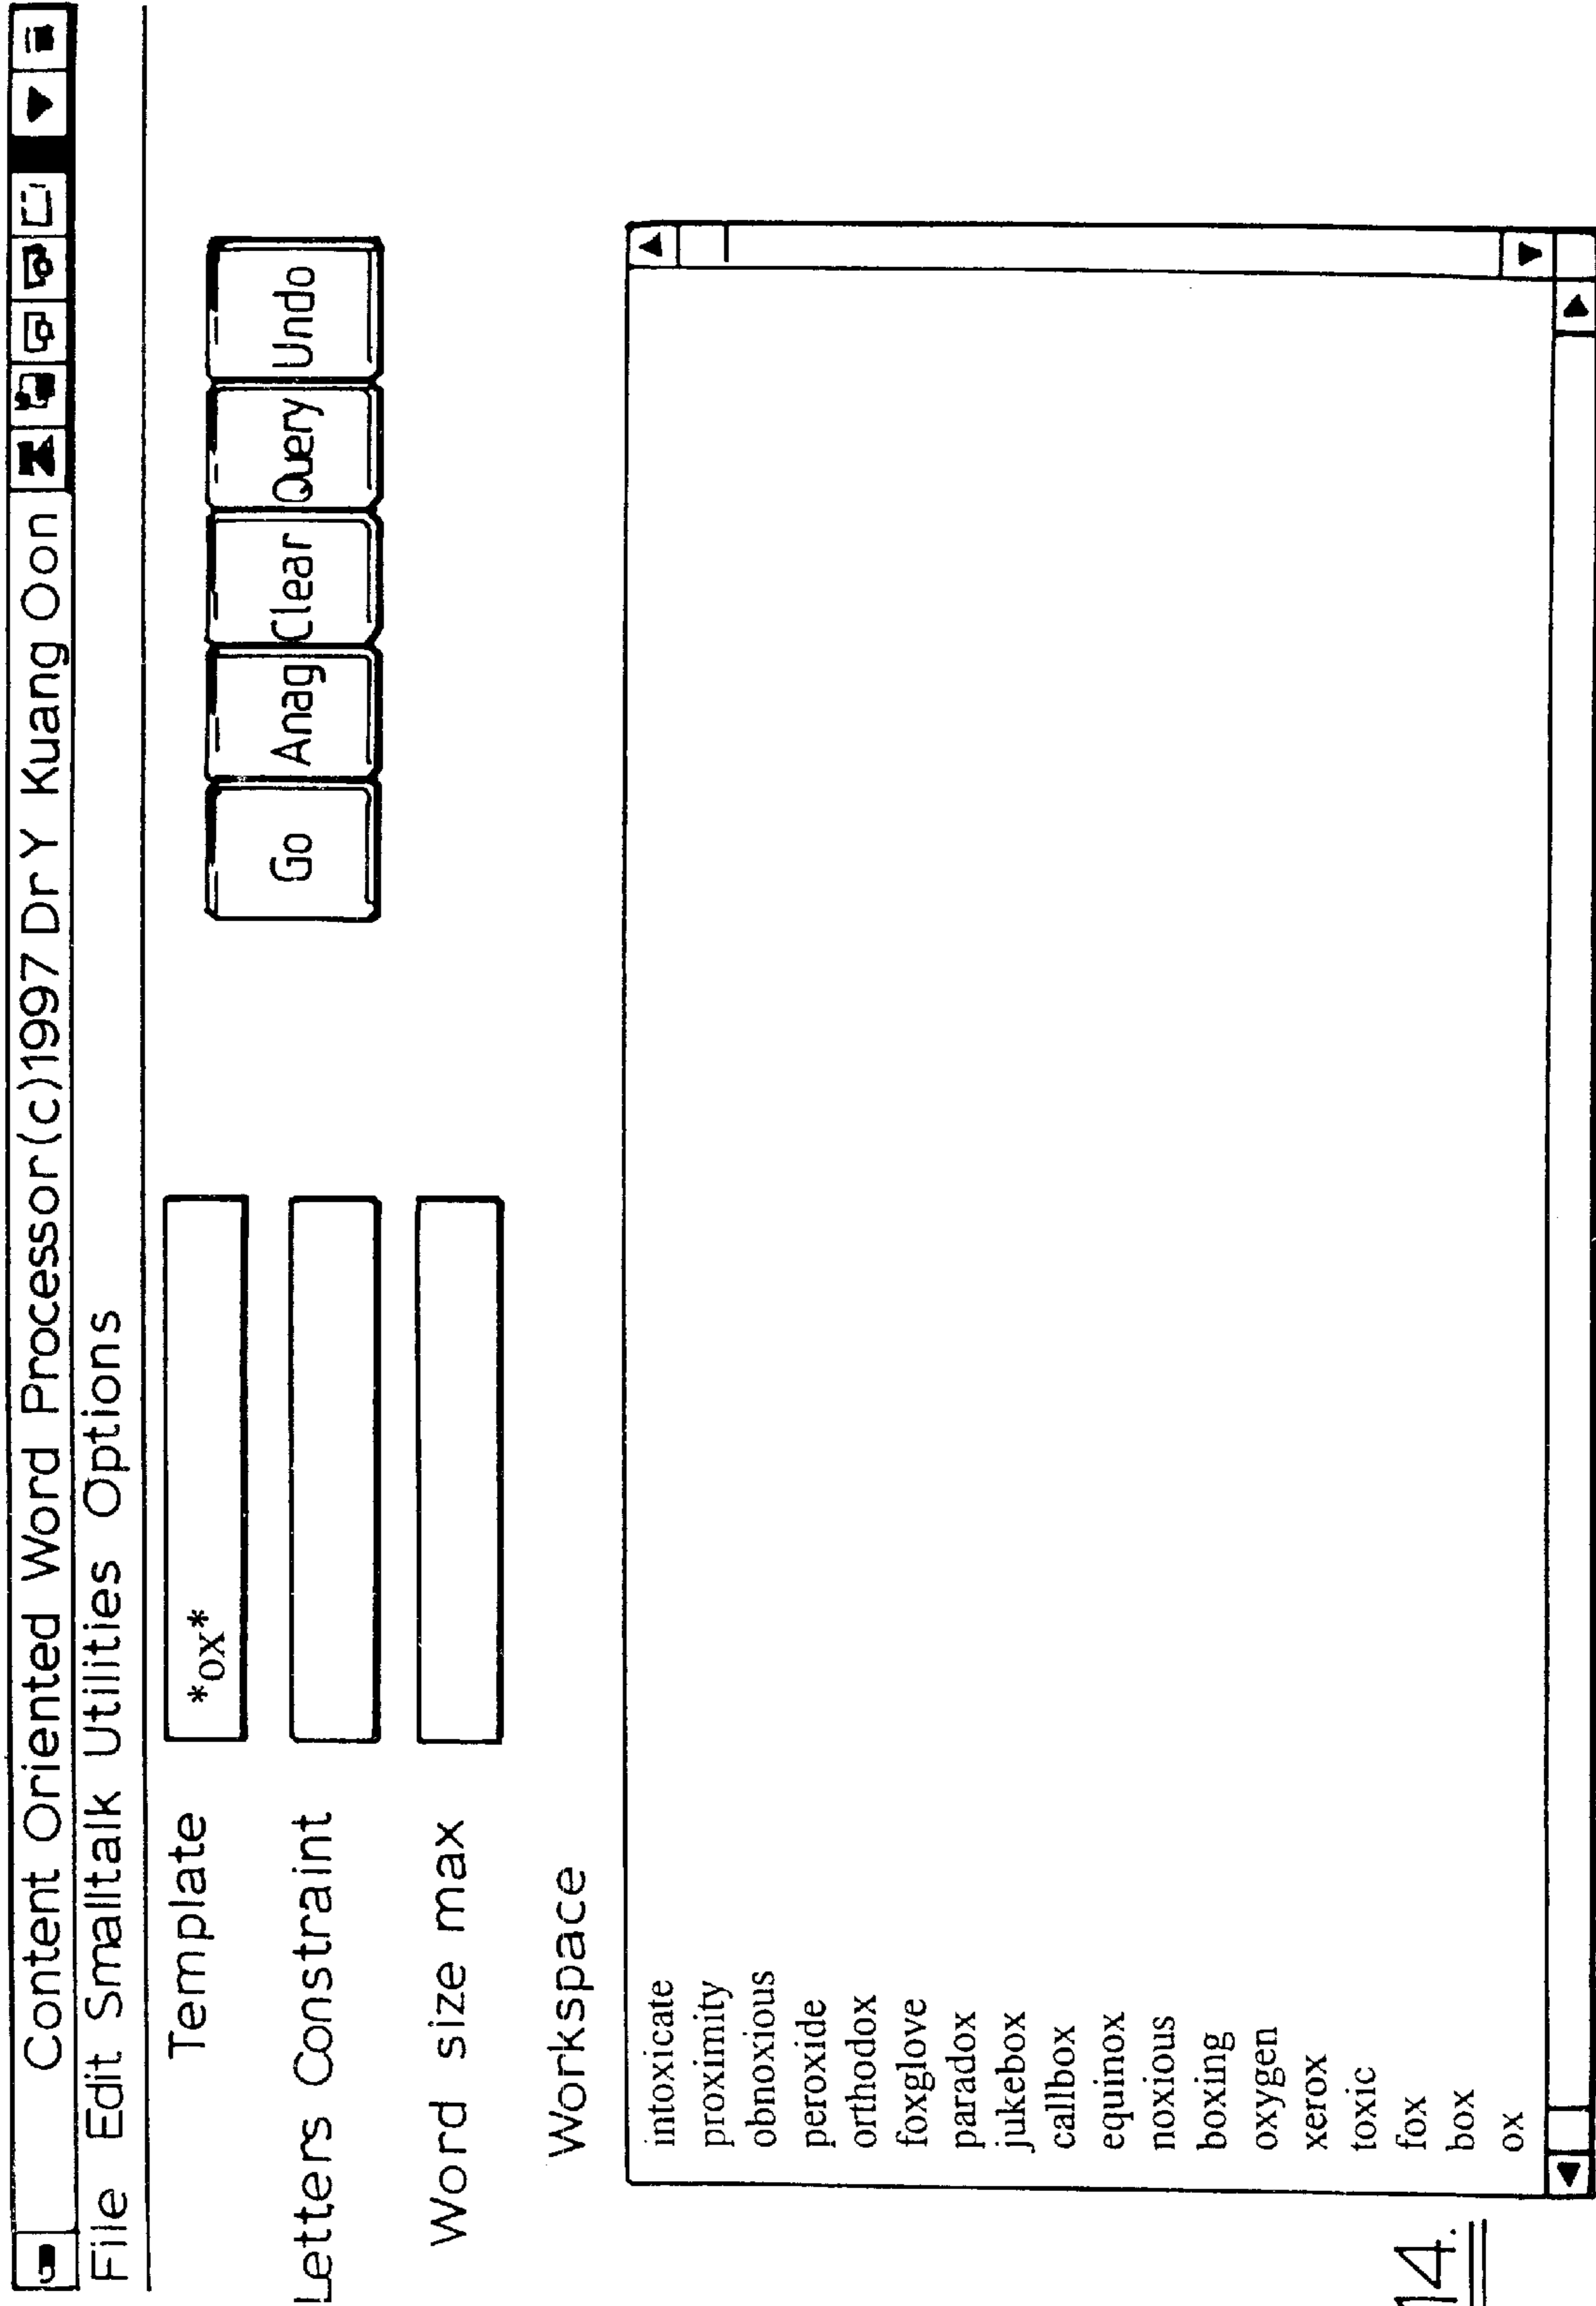 Content Oriented Word Processor (c)1997 Dr Y Kuang Oon
File Edit Smalltalk Utilities Options
Template *ox*
Go Anag Clear Query Undo
Letters Constraint
Word size max
Workspace
intoxicate
proximity
obnoxious
peroxide
orthodox
foxglove
paradox
jukebox
callbox
equinox
noxious
boxing
oxygen
xerox
toxic
fox
box
ox
14.